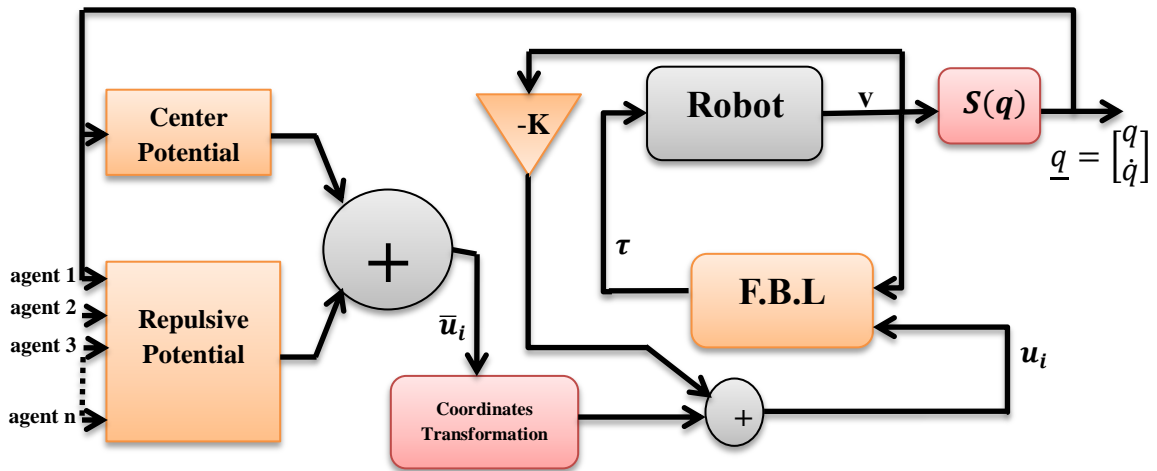 Center
Potential
agent 1
agent 2
agent 3
agent n
Repulsive
Potential
+
ū_i
Coordinates
Transformation
-K
Robot
v
S(q)
q = [q q̇]
τ
F.B.L
u_i
+